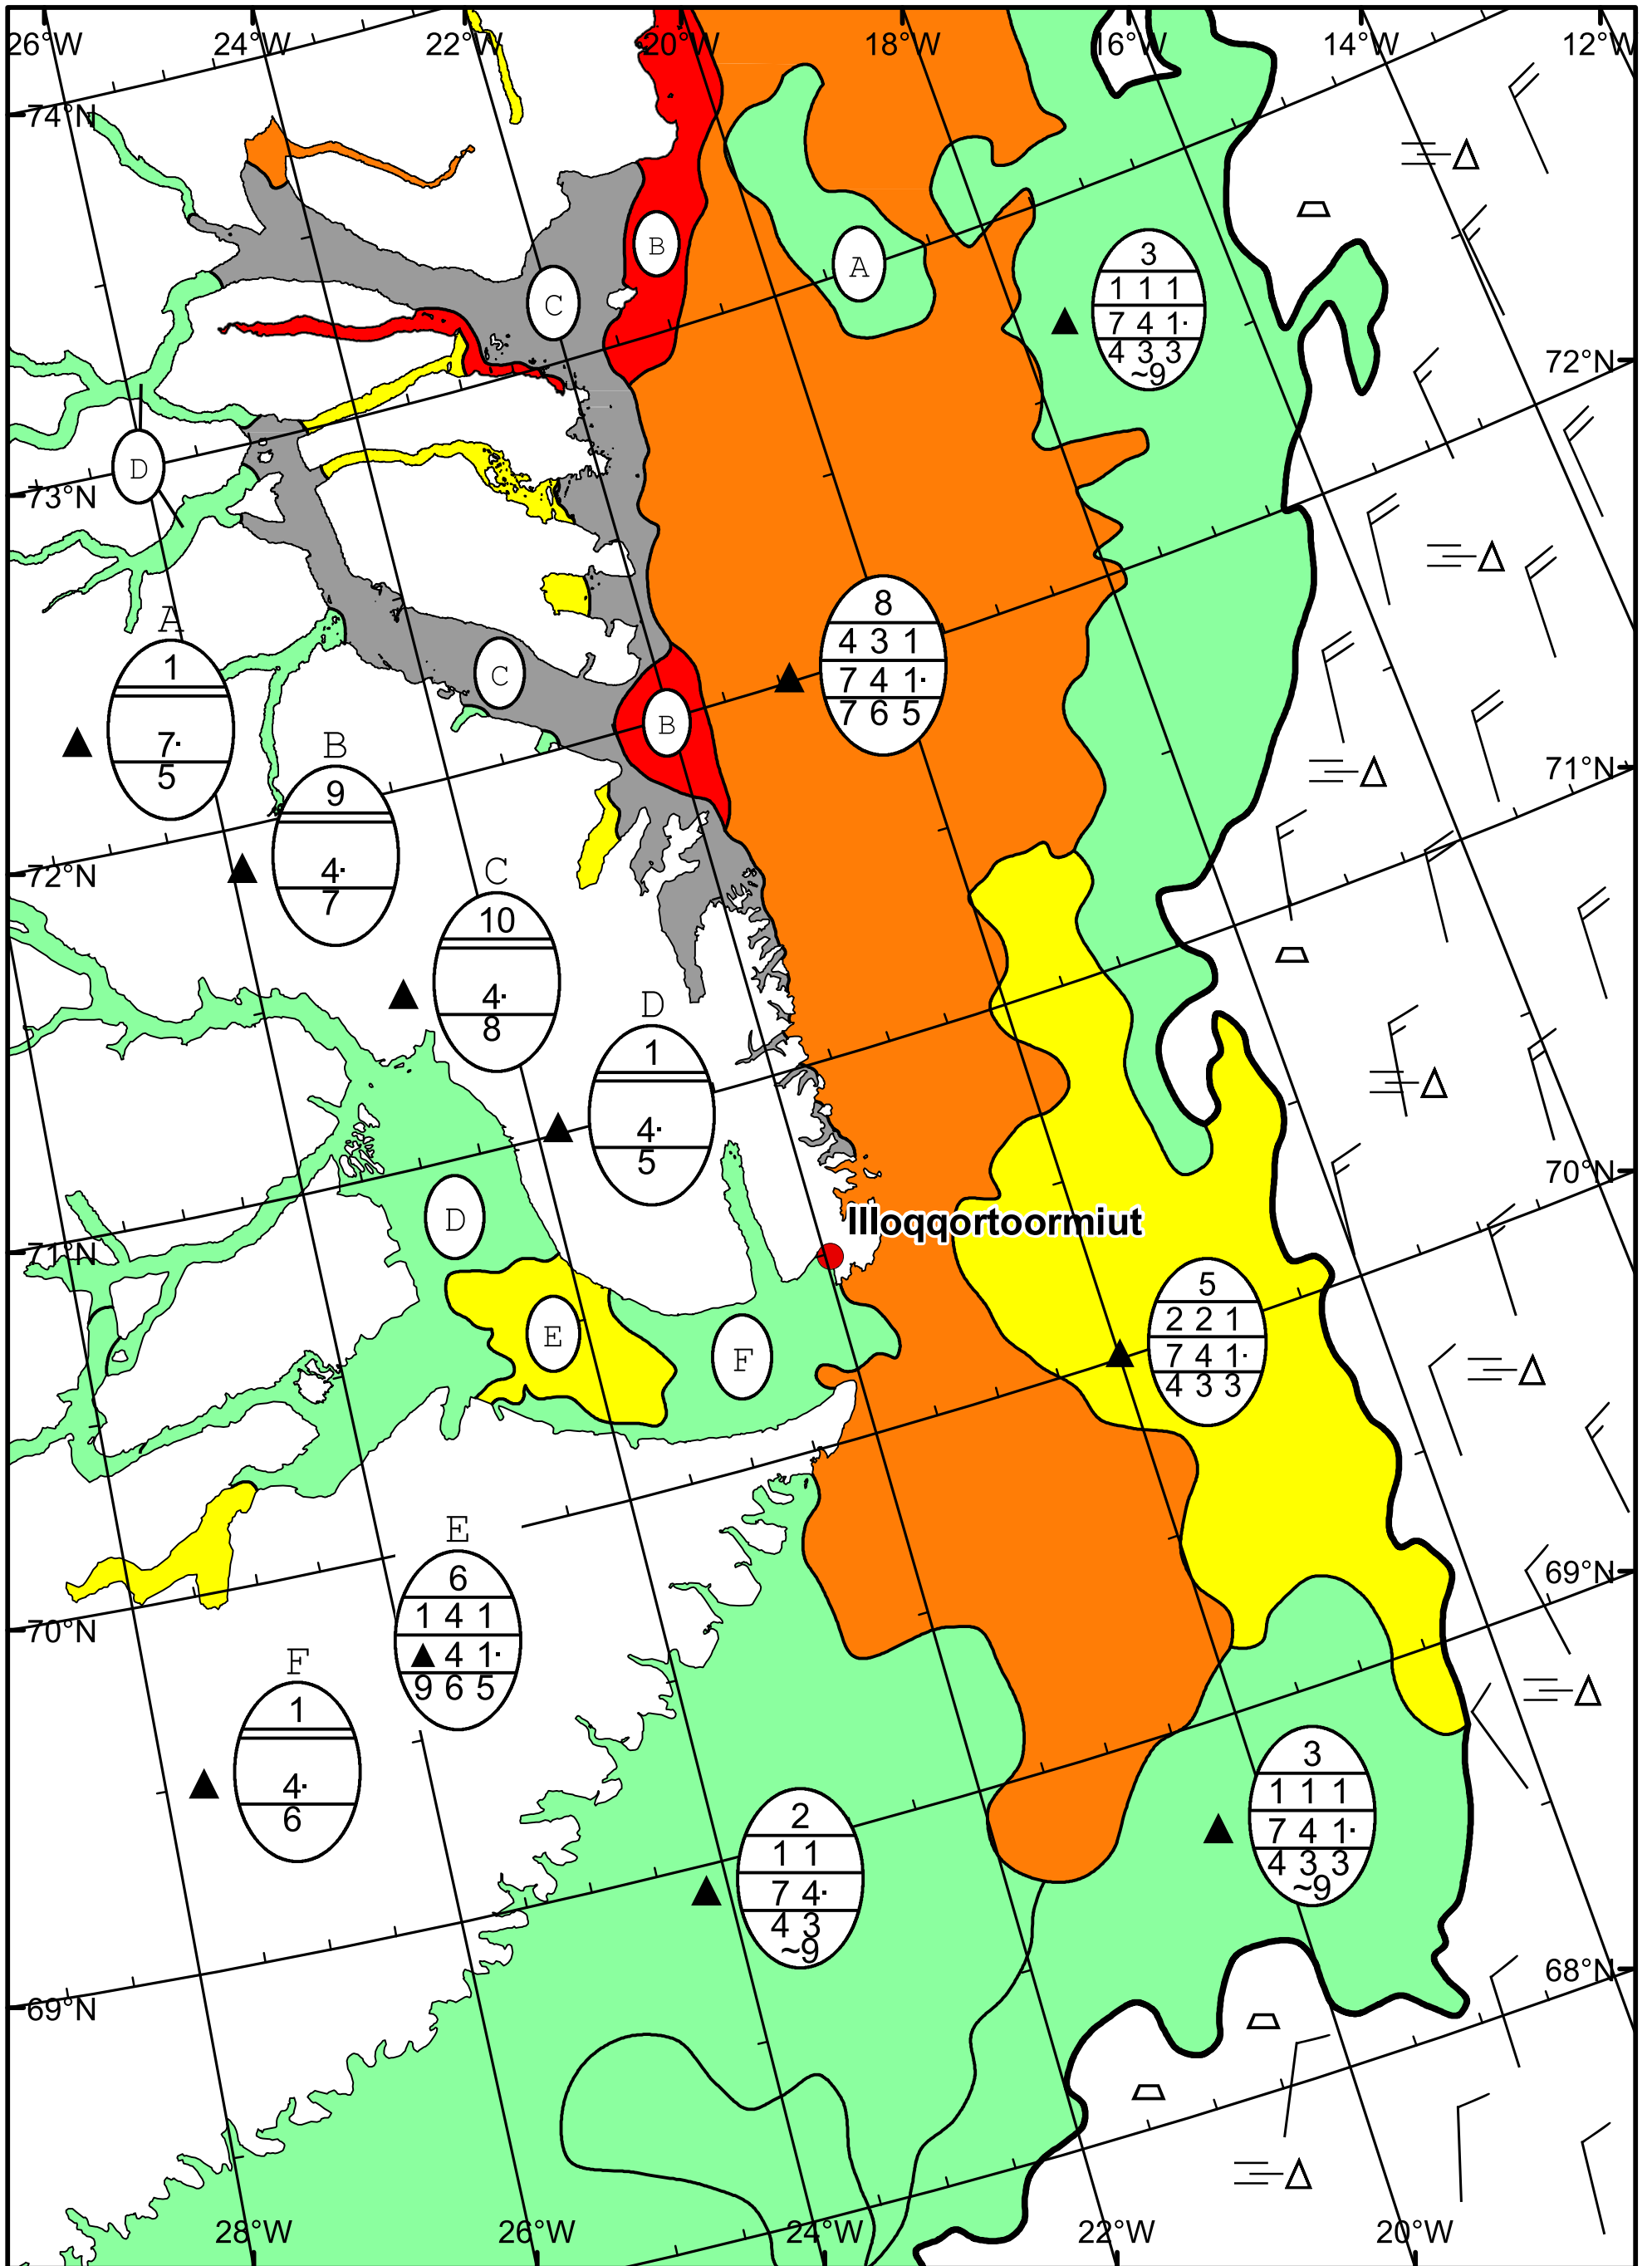 26°W 24°W 22°W 20°W 18°W 16°W 14°W 12°W
74°N
B
A
3
1 1 1
7 4 1·
4 3 3
~9
C
72°N
D
73°N
8
4 3 1
7 4 1·
7 6 5
A
1
7·
5
C
B
B
9
4·
7
71°N
72°N
C
10
4·
8
D
1
4·
5
70°N
D
Illoqqortoormiut
71°N
E
F
5
2 2 1
7 4 1·
4 3 3
E
6
1 4 1
▲ 4 1·
9 6 5
69°N
70°N
F
1
4·
6
3
1 1 1
7 4 1·
4 3 3
~9
2
1 1
7 4·
4 3
~9
68°N
69°N
28°W 26°W 24°W 22°W 20°W